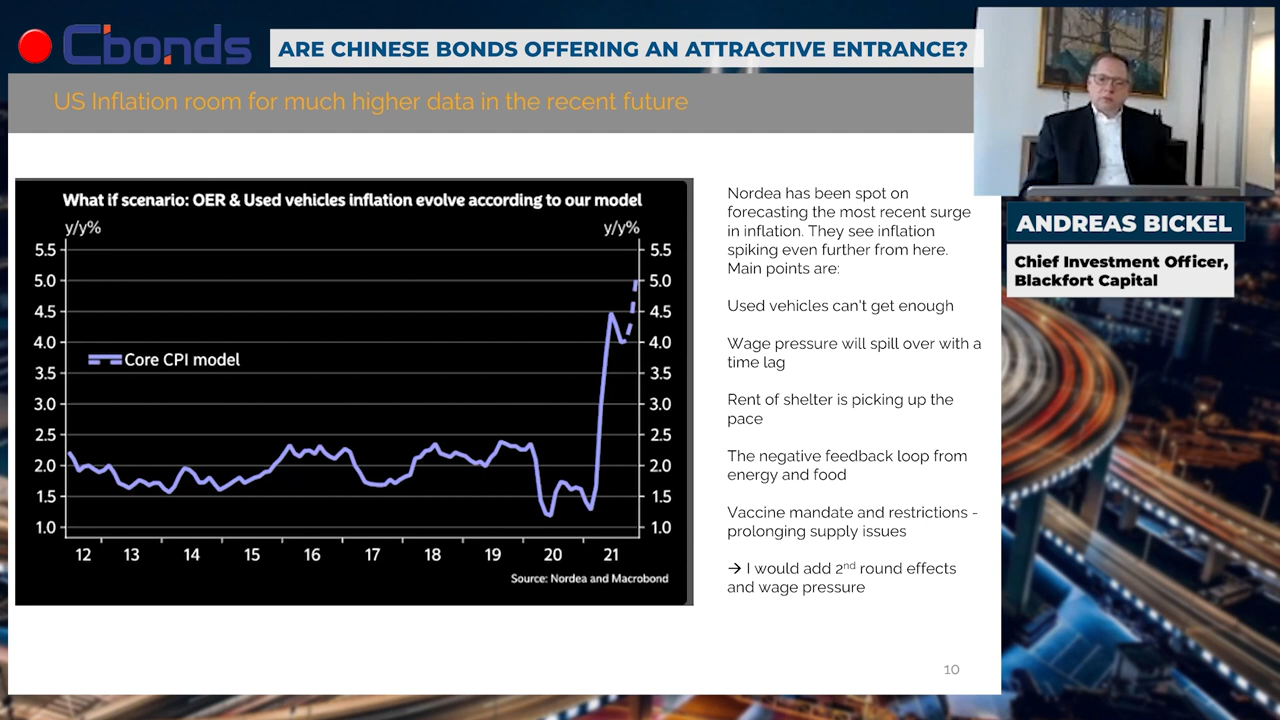 Cbonds
ARE CHINESE BONDS OFFERING AN ATTRACTIVE ENTRANCE?
US Inflation room for much higher data in the recent future
What if scenario: OER & Used vehicles inflation evolve according to our model
y/y%
y/y%
5.5
5.5
5.0
5.0
4.5
4.5
4.0
4.0
Core CPI model
3.5
3.5
3.0
3.0
2.5
2.5
2.0
2.0
1.5
1.5
1.0
1.0
12 13 14 15 16 17 18 19 20 21
Source: Nordea and Macrobond
Nordea has been spot on
forecasting the most recent surge
in inflation. They see inflation
spiking even further from here.
Main points are:
Used vehicles can't get enough
Wage pressure will spill over with a
time lag
Rent of shelter is picking up the
pace
The negative feedback loop from
energy and food
Vaccine mandate and restrictions -
prolonging supply issues
→ I would add 2nd round effects
and wage pressure
10
ANDREAS BICKEL
Chief Investment Officer,
Blackfort Capital